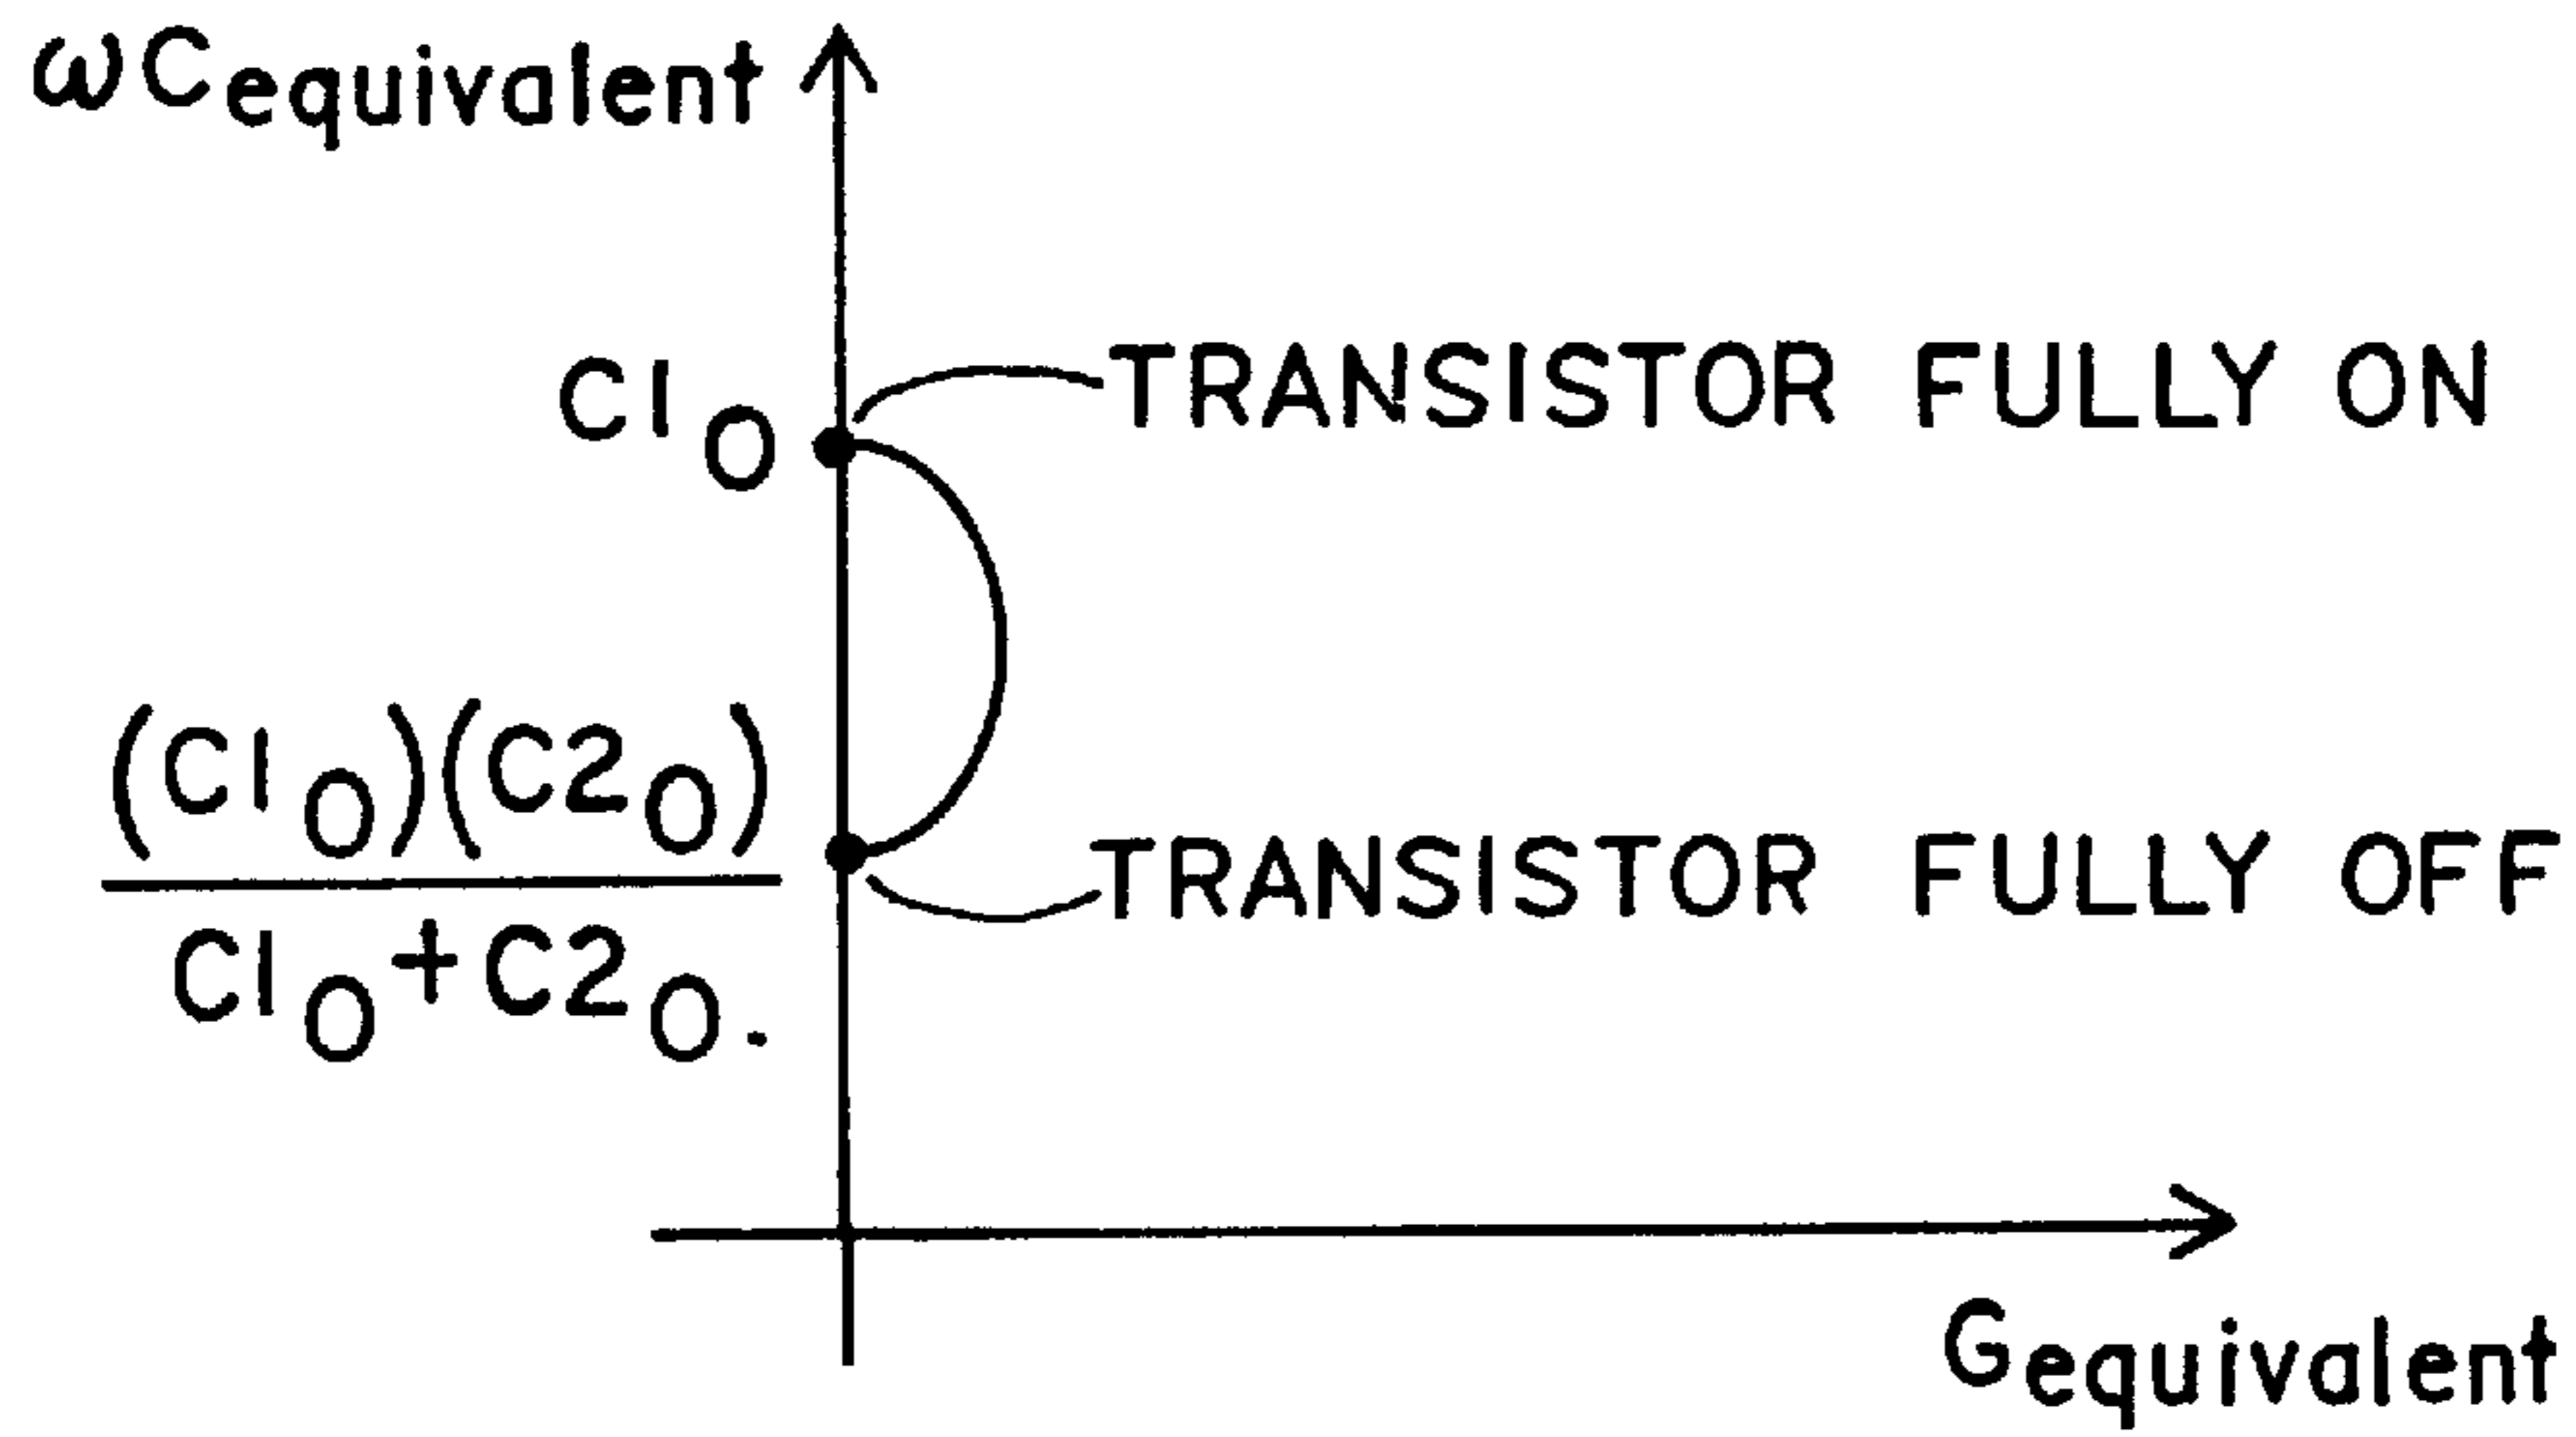 ωCequivalent
C1O
TRANSISTOR FULLY ON
(C1O)(C2O)
C1O+C2O.
TRANSISTOR FULLY OFF
Gequivalent